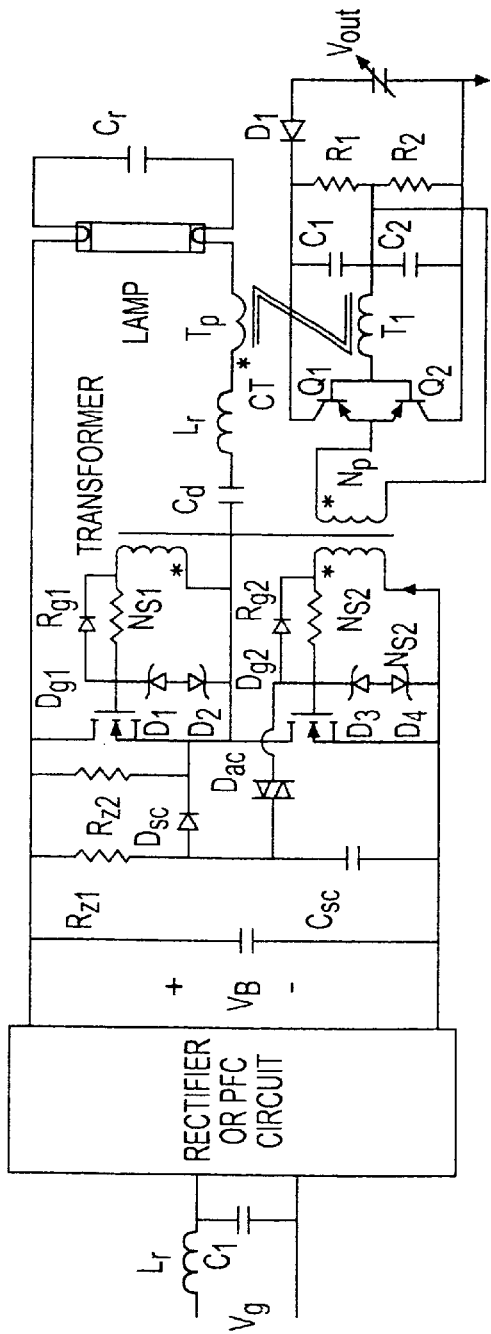 Vg
Lr
C1
RECTIFIER
OR PFC
CIRCUIT
+
VB
-
Rz1
Csc
Rz2
Dsc
Dac
Dg1
Rg1
D1
D2
NS1
*
Dg2
Rg2
D3
D4
NS2
NS2
*
TRANSFORMER
Cd
Lr
CT
*
Tp
LAMP
Cr
*
Np
Q1
Q2
T1
C1
C2
R1
R2
D1
Vout